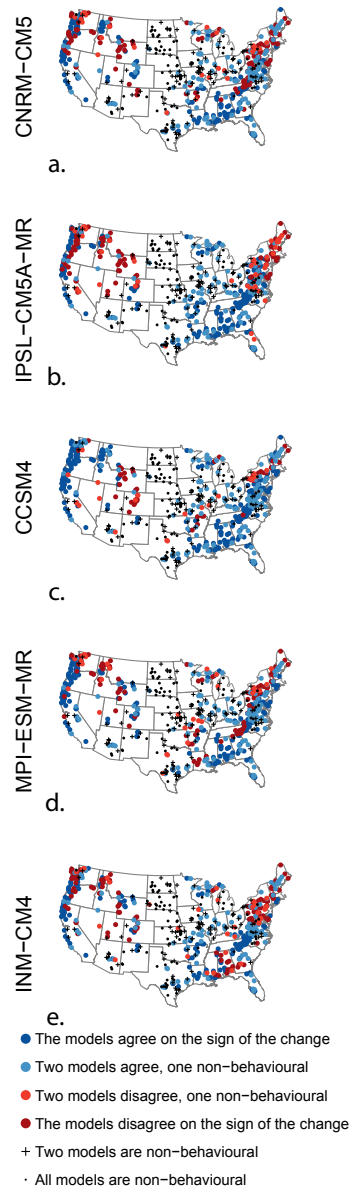 CNRM−CM5
a.
IPSL−CM5A−MR
b.
CCSM4
c.
MPI−ESM−MR
d.
INM−CM4
e.
The models agree on the sign of the change
Two models agree, one non−behavioural
Two models disagree, one non−behavioural
The models disagree on the sign of the change
+ Two models are non−behavioural
· All models are non−behavioural